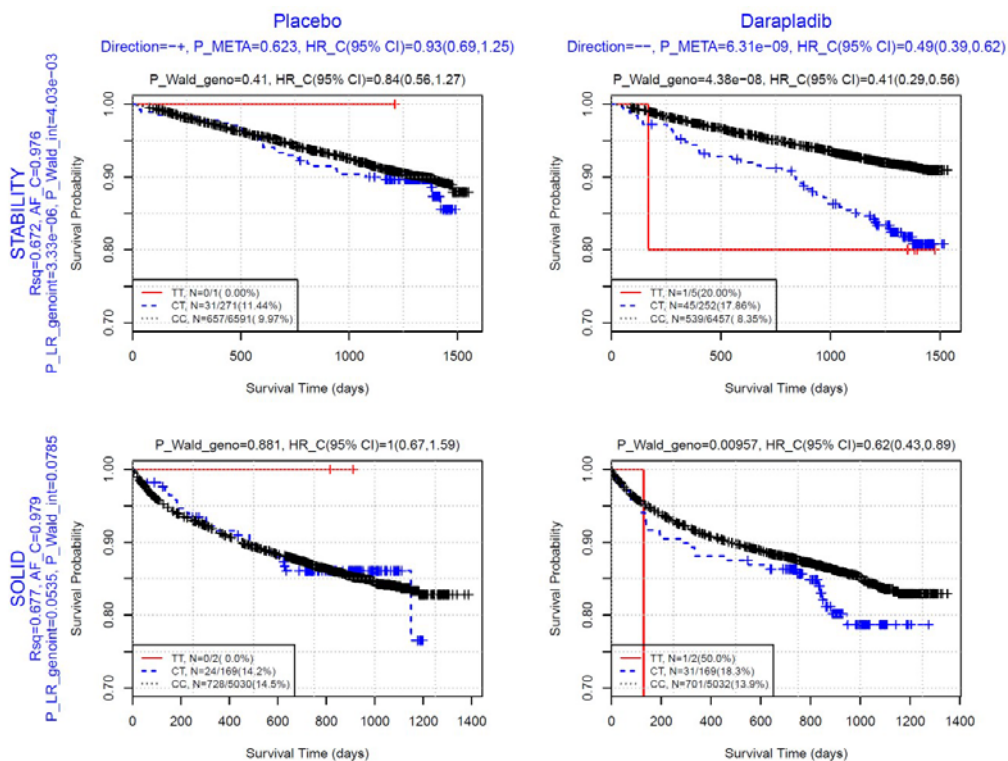 Placebo
Direction=−+, P_META=0.623, HR_C(95% CI)=0.93(0.69,1.25)
Darapladib
Direction=−−, P_META=6.31e−09, HR_C(95% CI)=0.49(0.39,0.62)
STABILITY
Rsq=0.672, AF_C=0.976
P_LR_genoint=3.33e−06, P_Wald_int=4.03e−03
P_Wald_geno=0.41, HR_C(95% CI)=0.84(0.56,1.27)
Survival Probability
1.00
0.90
0.80
0.70
TT, N=0/1( 0.00%)
CT, N=31/271(11.44%)
CC, N=657/6591( 9.97%)
0 500 1000 1500
Survival Time (days)
P_Wald_geno=4.38e−08, HR_C(95% CI)=0.41(0.29,0.56)
Survival Probability
1.00
0.90
0.80
0.70
TT, N=1/5(20.00%)
CT, N=45/252(17.86%)
CC, N=539/6457( 8.35%)
0 500 1000 1500
Survival Time (days)
SOLID
Rsq=0.677, AF_C=0.979
P_LR_genoint=0.0535, P_Wald_int=0.0785
P_Wald_geno=0.881, HR_C(95% CI)=1(0.67,1.59)
Survival Probability
1.00
0.90
0.80
0.70
TT, N=0/2( 0.0%)
CT, N=24/169(14.2%)
CC, N=728/5030(14.5%)
0 200 400 600 800 1000 1200 1400
Survival Time (days)
P_Wald_geno=0.00957, HR_C(95% CI)=0.62(0.43,0.89)
Survival Probability
1.00
0.90
0.80
0.70
TT, N=1/2(50.0%)
CT, N=31/169(18.3%)
CC, N=701/5032(13.9%)
0 200 400 600 800 1000 1200 1400
Survival Time (days)